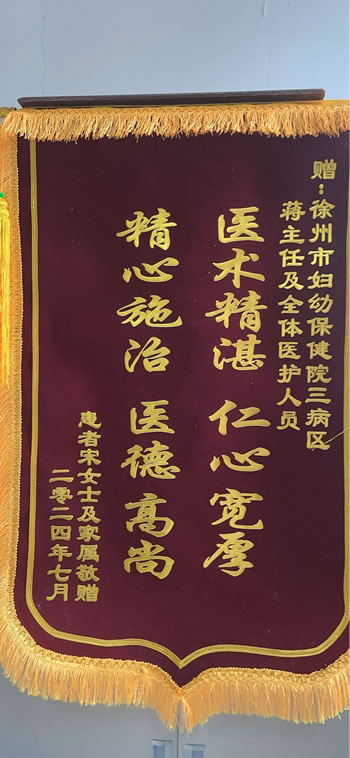 赠：徐州市妇幼保健院三病区
蒋主任及全体医护人员
医术精湛 仁心宽厚
精心施治 医德高尚
患者宋女士及家属敬赠
二零二四年七月